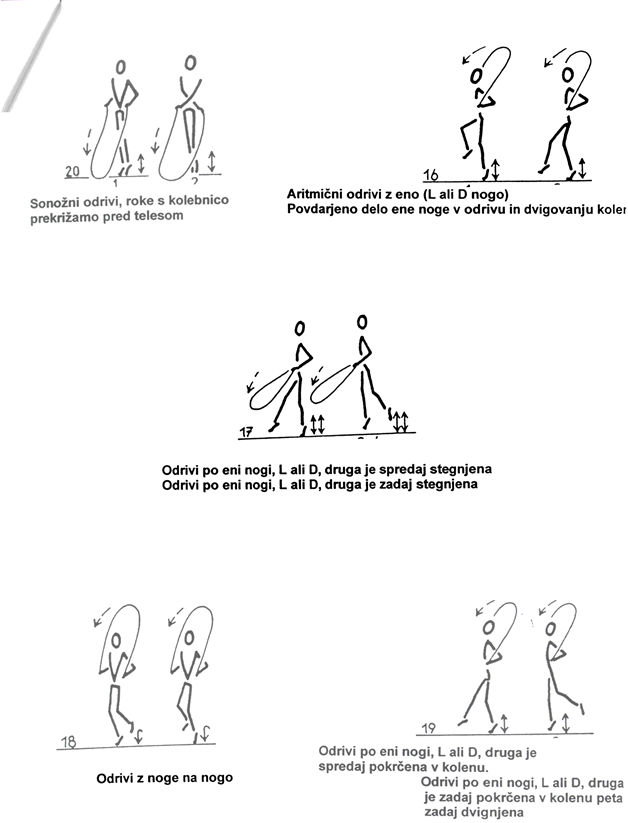 20
1
2
Sonožni odrivi, roke s kolebnico
prekrižamo pred telesom
16
Aritmični odrivi z eno (L ali D nogo)
Povdarjeno delo ene noge v odrivu in dvigovanju
17
Odrivi po eni nogi, L ali D, druga je spredaj stegnjena
Odrivi po eni nogi, L ali D, druga je zadaj stegnjena
18
Odrivi z noge na nogo
19
Odrivi po eni nogi, L ali D, druga je
spredaj pokrčena v kolenu.
Odrivi po eni nogi, L ali D, druga
je zadaj pokrčena v kolenu peta
zadaj dvignjena